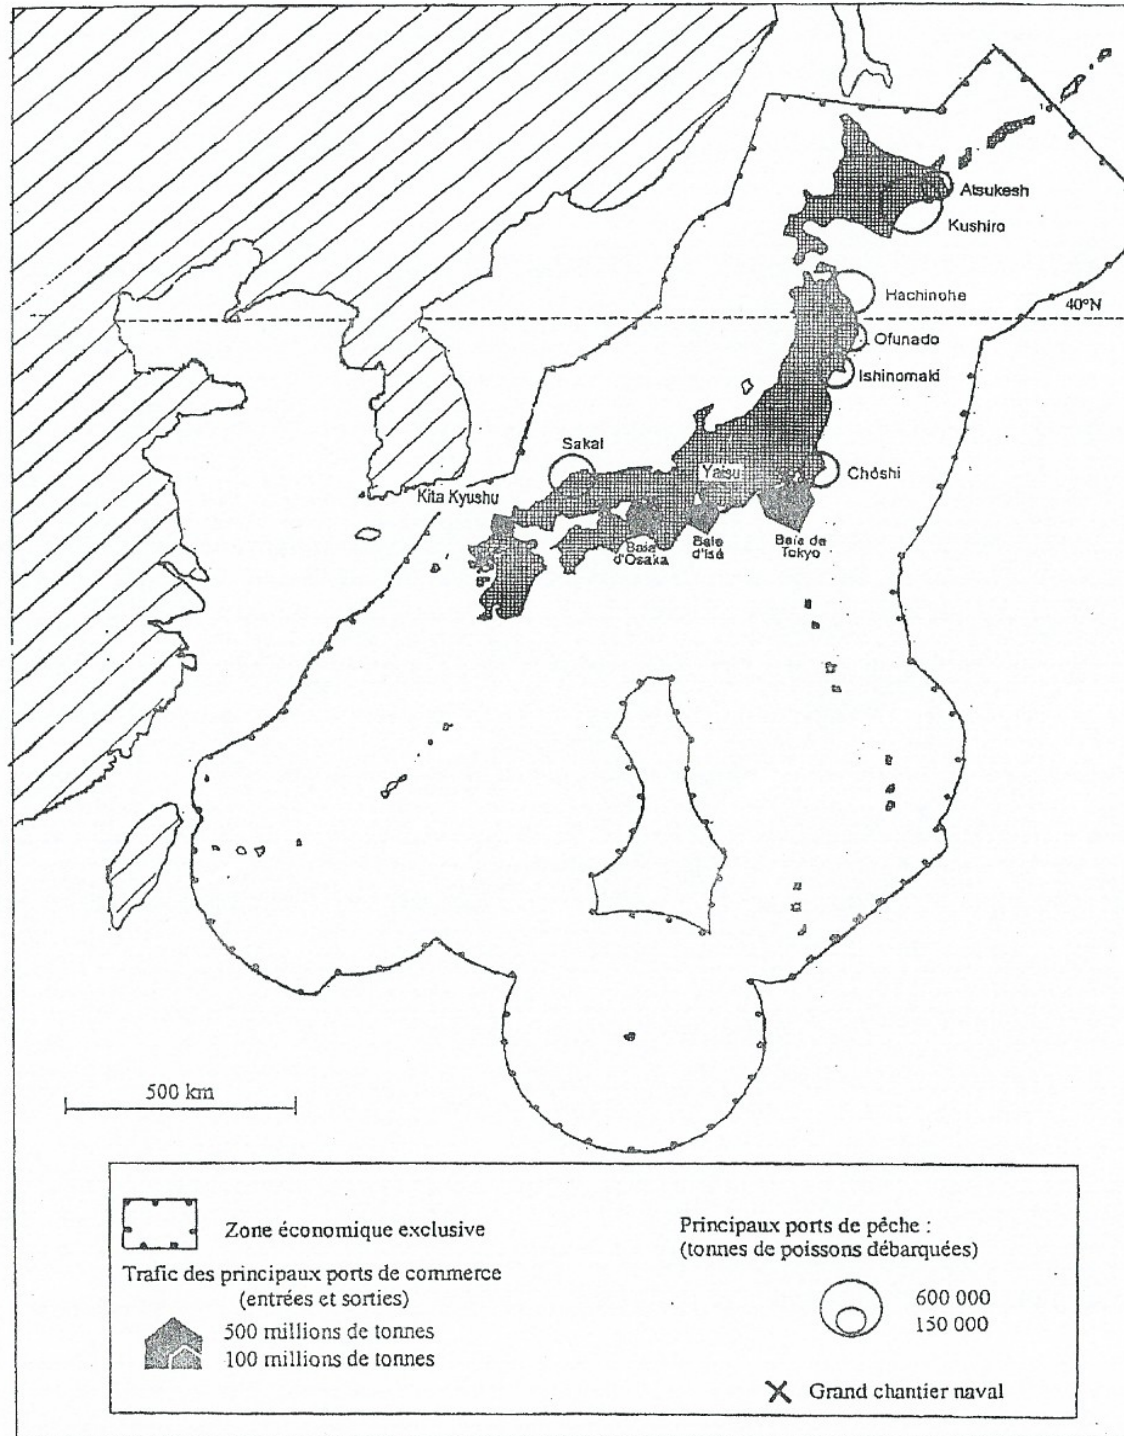 Atsukesh
Kushiro
Hachinohe
40°N
Ofunado
Ishinomaki
Sakai
Chôshi
Yaisu
Kita Kyushu
Baie
d'Osaka
Baie
d'Isé
Baie de
Tokyo
500 km
Zone économique exclusive
Trafic des principaux ports de commerce
(entrées et sorties)
500 millions de tonnes
100 millions de tonnes
Principaux ports de pêche :
(tonnes de poissons débarquées)
600 000
150 000
Grand chantier naval